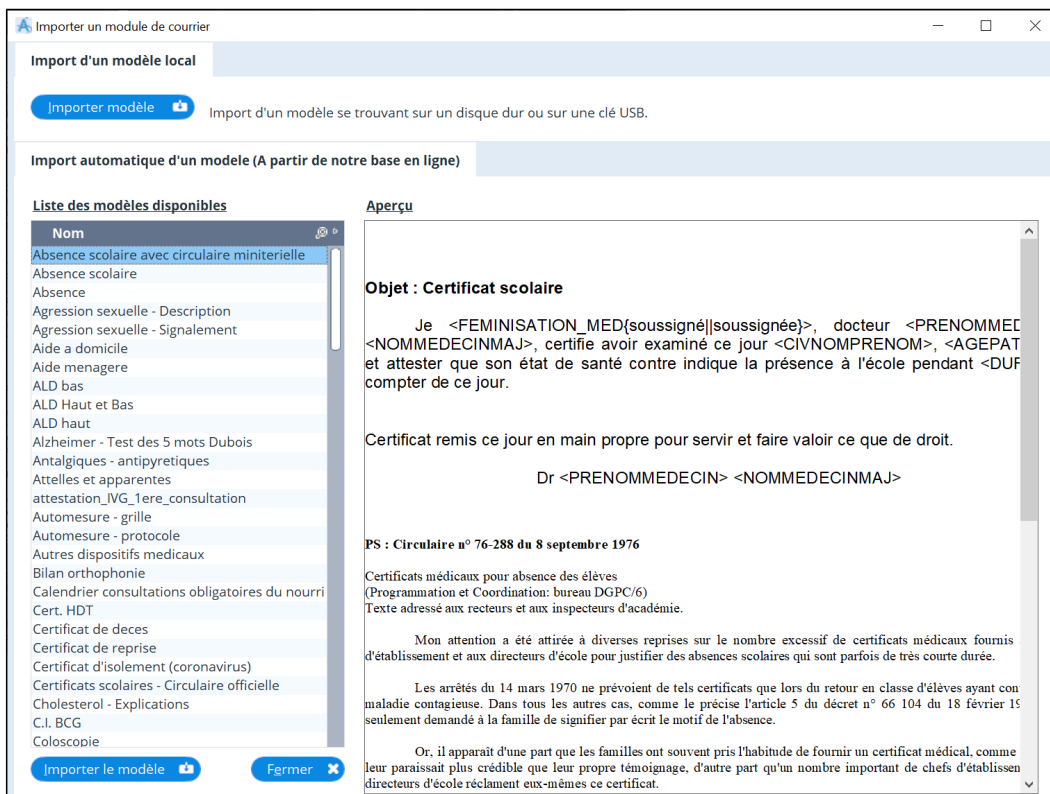 Importer un module de courrier
Import d'un modèle local
Importer modèle
Import d'un modèle se trouvant sur un disque dur ou sur une clé USB.
Import automatique d'un modele (A partir de notre base en ligne)
Liste des modèles disponibles
Nom
Absence scolaire avec circulaire miniterielle
Absence scolaire
Absence
Agression sexuelle - Description
Agression sexuelle - Signalement
Aide a domicile
Aide menagere
ALD bas
ALD Haut et Bas
ALD haut
Alzheimer - Test des 5 mots Dubois
Antalgiques - antipyretiques
Attelles et apparentes
attestation_IVG_1ere_consultation
Automesure - grille
Automesure - protocole
Autres dispositifs medicaux
Bilan orthophonie
Calendrier consultations obligatoires du nourri
Cert. HDT
Certificat de deces
Certificat de reprise
Certificat d'isolement (coronavirus)
Certificats scolaires - Circulaire officielle
Cholesterol - Explications
C.I. BCG
Coloscopie
Importer le modèle
Fermer
Aperçu
Objet : Certificat scolaire
Je <FEMINISATION_MED{soussigné||soussignée}>, docteur <PRENOMMED
<NOMMEDECINMAJ>, certifie avoir examiné ce jour <CIVNOMPRENOM>, <AGEPAT
et attester que son état de santé contre indique la présence à l'école pendant <DUR
compter de ce jour.
Certificat remis ce jour en main propre pour servir et faire valoir ce que de droit.
Dr <PRENOMMEDECIN> <NOMMEDECINMAJ>
PS : Circulaire n° 76-288 du 8 septembre 1976
Certificats médicaux pour absence des élèves
(Programmation et Coordination: bureau DGPC/6)
Texte adressé aux recteurs et aux inspecteurs d'académie.
Mon attention a été attirée à diverses reprises sur le nombre excessif de certificats médicaux fournis
d'établissement et aux directeurs d'école pour justifier des absences scolaires qui sont parfois de très courte durée.
Les arrêtés du 14 mars 1970 ne prévoient de tels certificats que lors du retour en classe d'élèves ayant con
maladie contagieuse. Dans tous les autres cas, comme le précise l'article 5 du décret n° 66 104 du 18 février 19
seulement demandé à la famille de signifier par écrit le motif de l'absence.
Or, il apparaît d'une part que les familles ont souvent pris l'habitude de fournir un certificat médical, comme
leur paraissait plus crédible que leur propre témoignage, d'autre part qu'un nombre important de chefs d'établissen
directeurs d'école réclament eux-mêmes ce certificat.